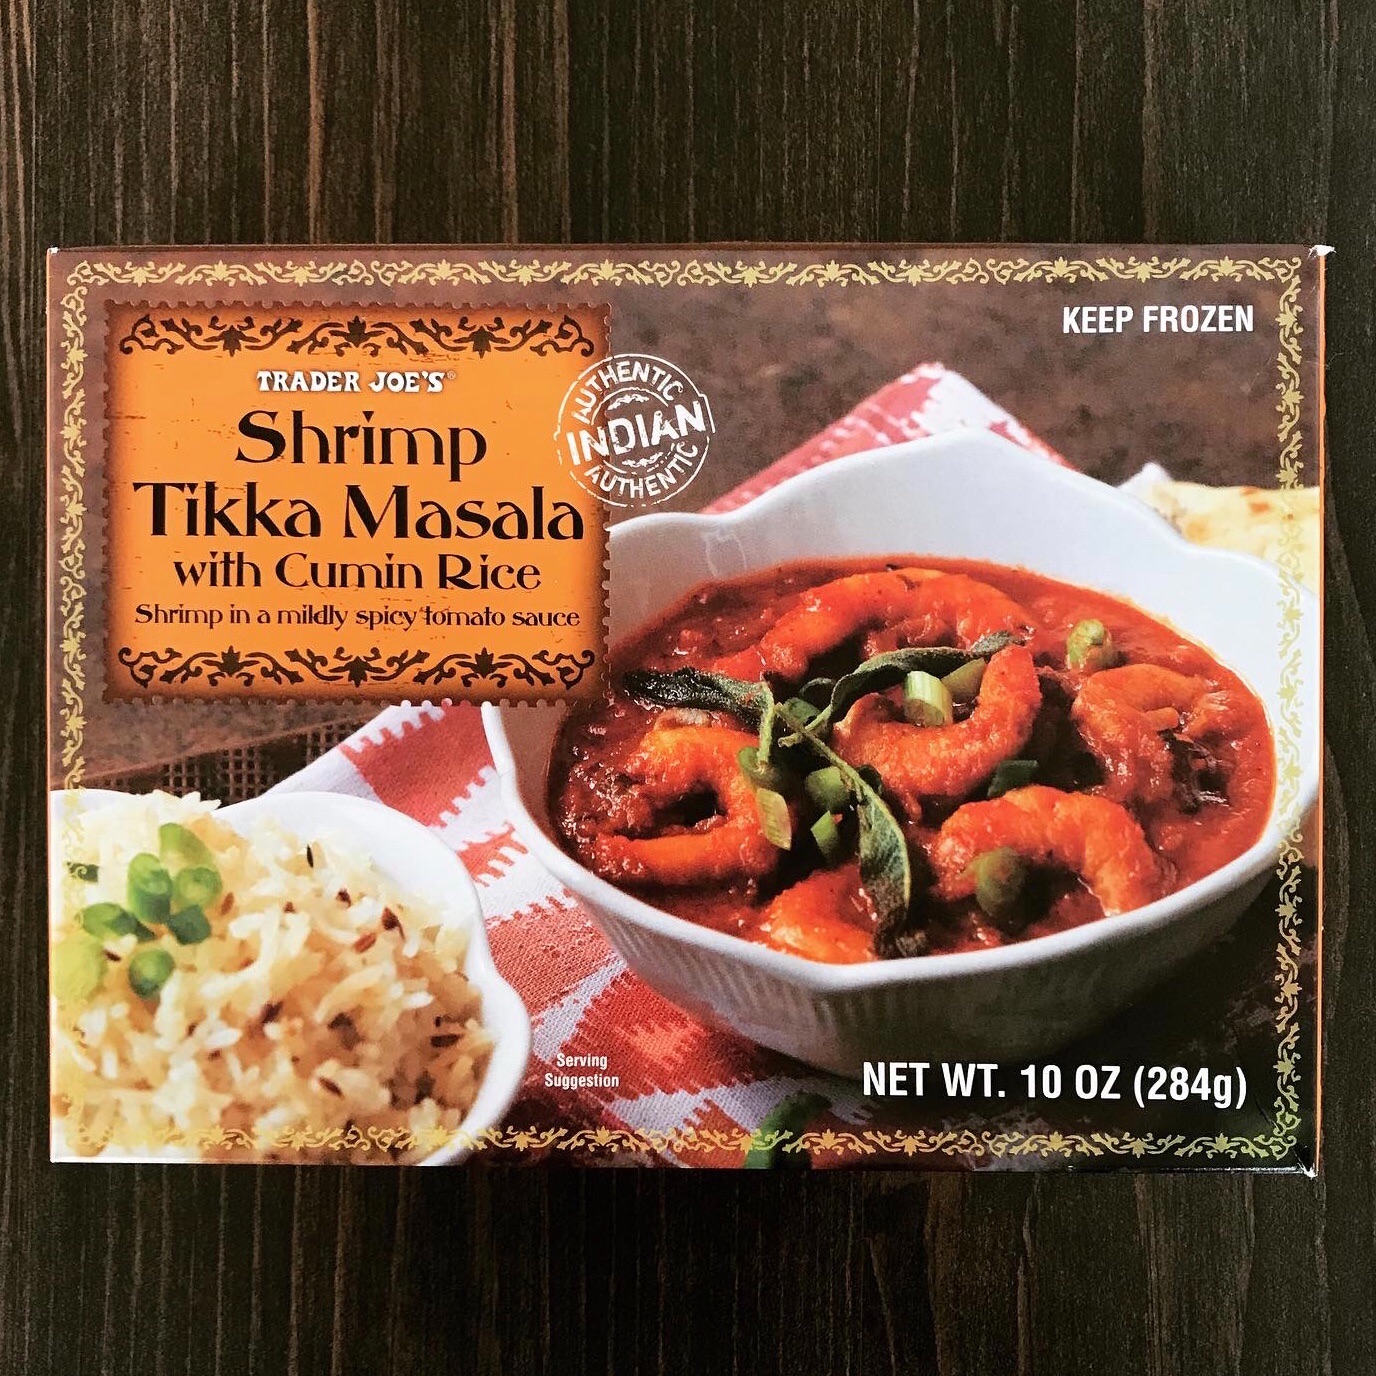 KEEP FROZEN
TRADER JOE'S®
Shrimp
Tikka Masala
with Cumin Rice
Shrimp in a mildly spicy tomato sauce
AUTHENTIC
INDIAN
AUTHENTIC
Serving
Suggestion
NET WT. 10 OZ (284g)